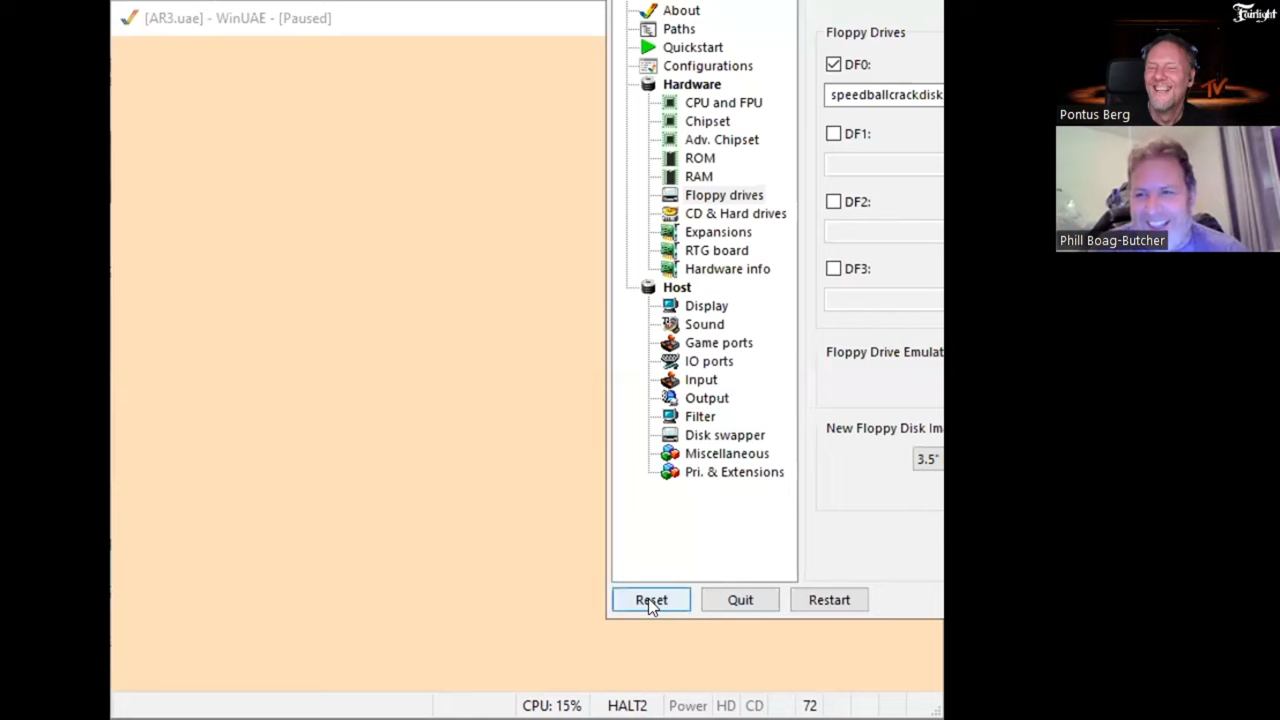 [AR3.uae] - WinUAE - [Paused]
About
Paths
Quickstart
Configurations
Hardware
CPU and FPU
Chipset
Adv. Chipset
ROM
RAM
Floppy drives
CD & Hard drives
Expansions
RTG board
Hardware info
Host
Display
Sound
Game ports
IO ports
Input
Output
Filter
Disk swapper
Miscellaneous
Pri. & Extensions
Reset
Quit
Restart
Floppy Drives
DF0:
speedballcrackdisk
DF1:
DF2:
DF3:
Floppy Drive Emulat
New Floppy Disk Im
3.5"
CPU: 15%
HALT2
Power
HD
CD
72
Fairlight
TV
Pontus Berg
Phill Boag-Butcher